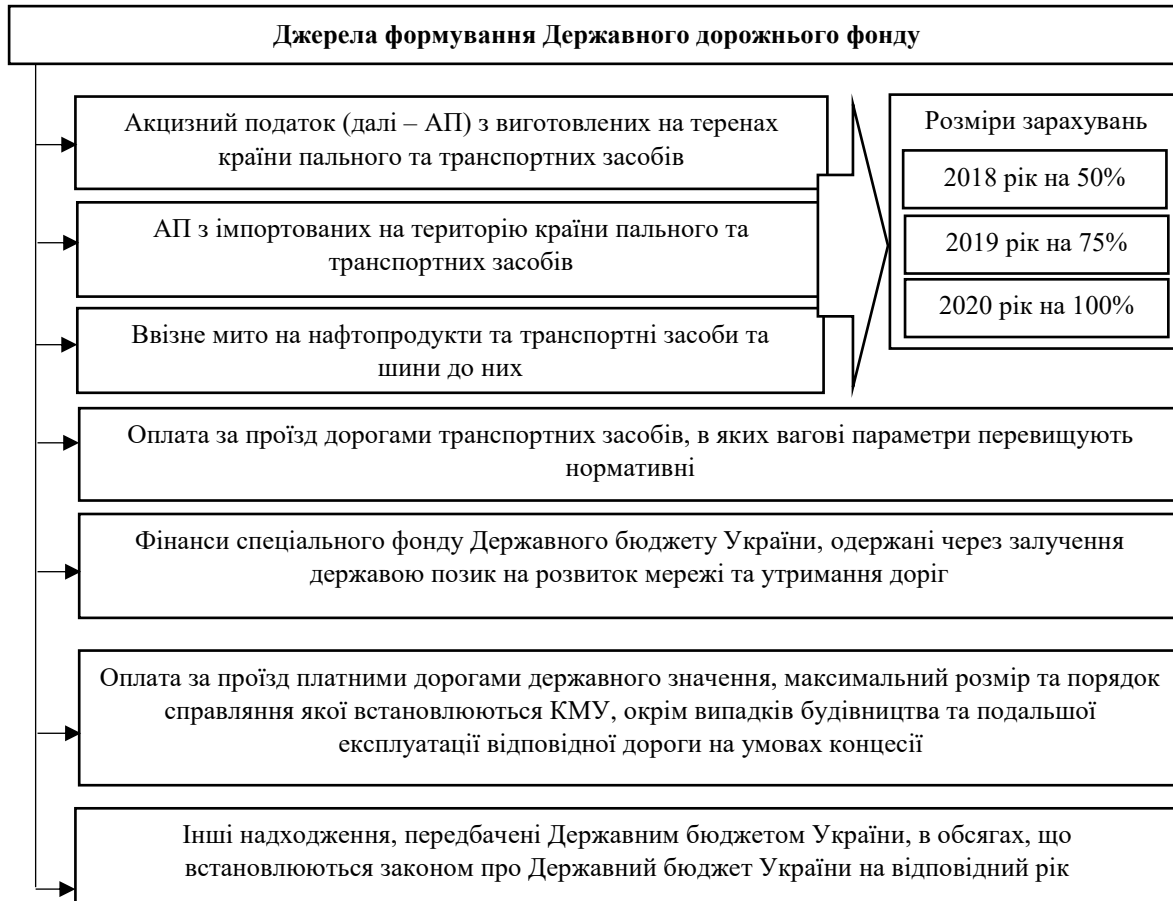 Джерела формування Державного дорожнього фонду
Акцизний податок (далі – АП) з виготовлених на теренах
країни пального та транспортних засобів
АП з імпортованих на територію країни пального та
транспортних засобів
Ввізне мито на нафтопродукти та транспортні засоби та
шини до них
Розміри зарахувань
2018 рік на 50%
2019 рік на 75%
2020 рік на 100%
Оплата за проїзд дорогами транспортних засобів, в яких вагові параметри перевищують
нормативні
Фінанси спеціального фонду Державного бюджету України, одержані через залучення
державою позик на розвиток мережі та утримання доріг
Оплата за проїзд платними дорогами державного значення, максимальний розмір та порядок
справляння якої встановлюються КМУ, окрім випадків будівництва та подальшої
експлуатації відповідної дороги на умовах концесії
Інші надходження, передбачені Державним бюджетом України, в обсягах, що
встановлюються законом про Державний бюджет України на відповідний рік